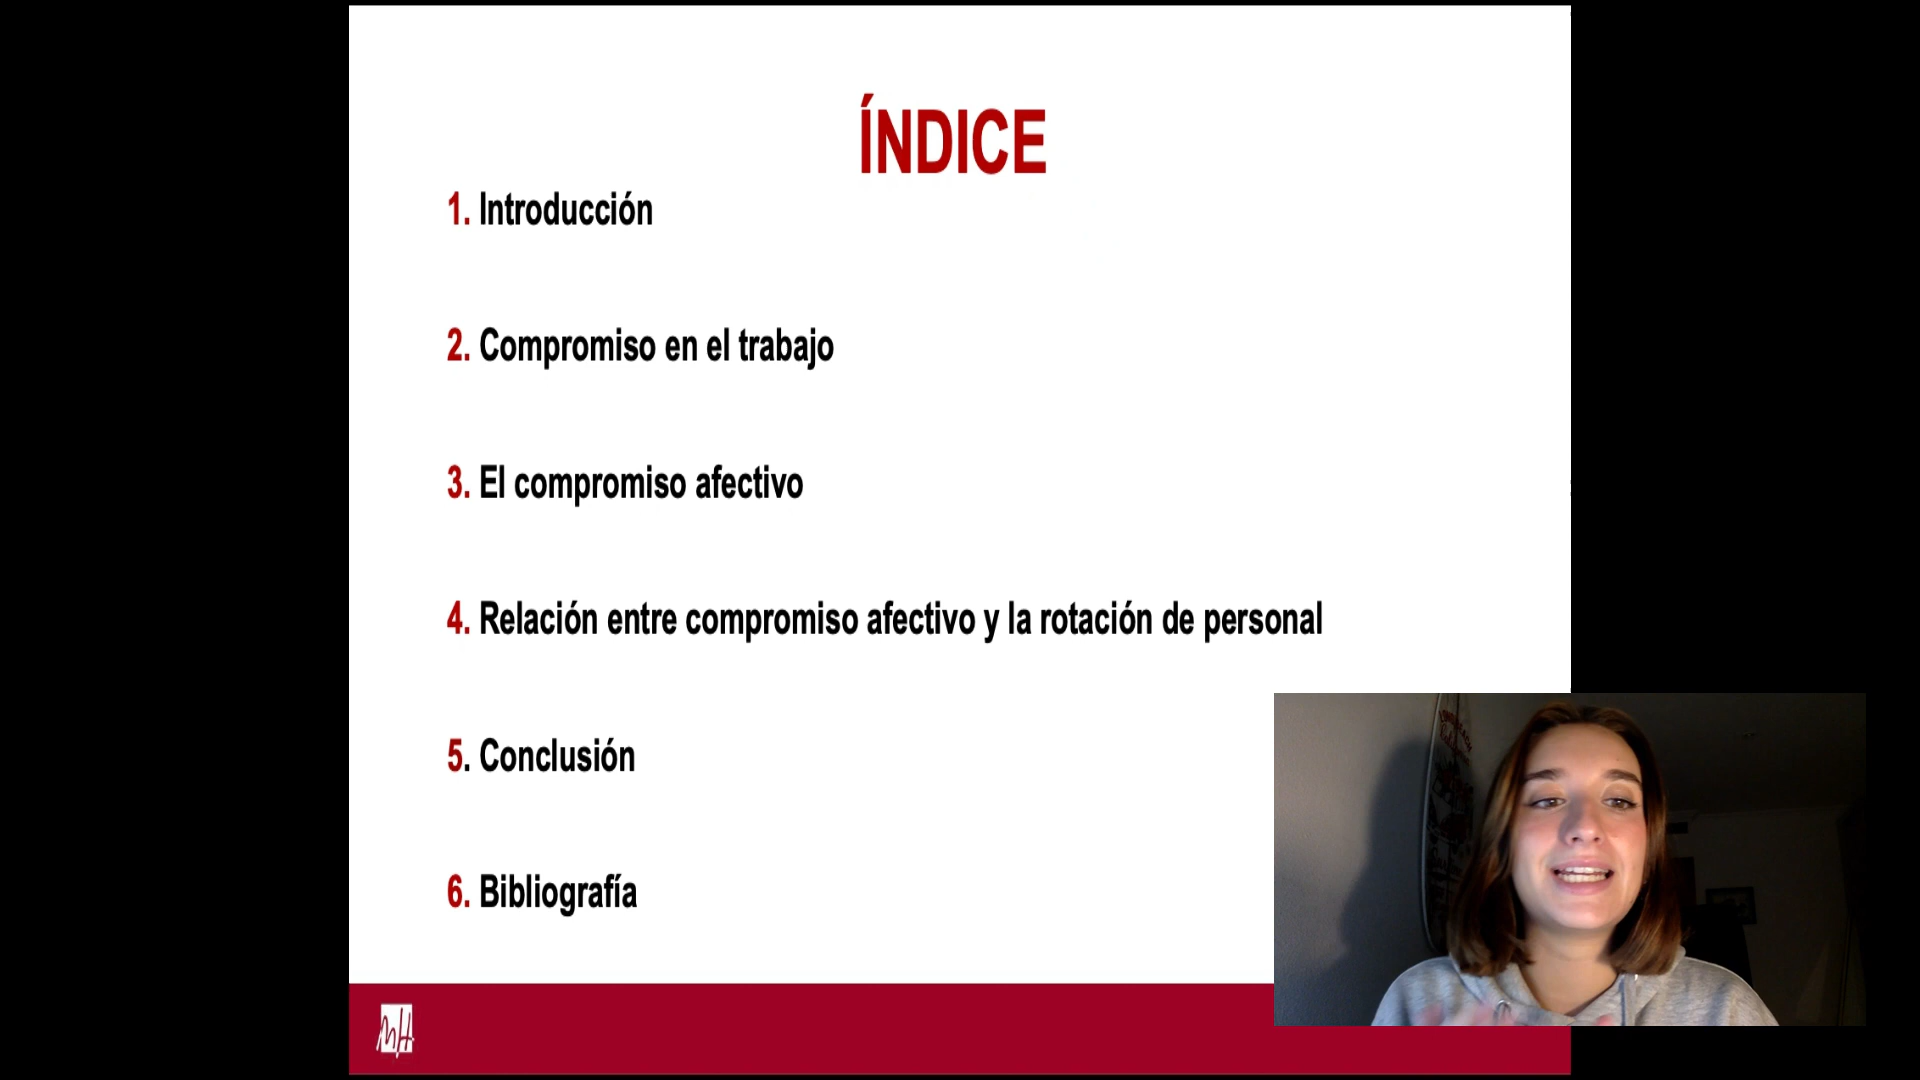 ÍNDICE
1. Introducción
2. Compromiso en el trabajo
3. El compromiso afectivo
4. Relación entre compromiso afectivo y la rotación de personal
5. Conclusión
6. Bibliografía